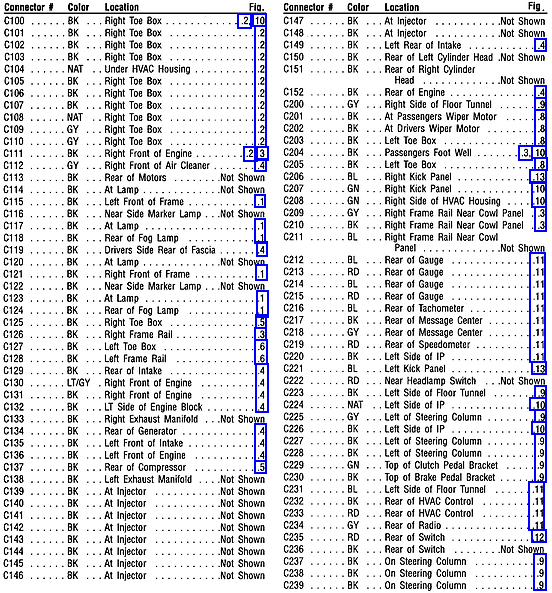 Connector # Color Location Fig.
C100 ...... BK .. Right Toe Box ............ .2, 10
C101 ...... BK .. Right Toe Box ............ .2
C102 ...... BK .. Right Toe Box ............ .2
C103 ...... BK .. Right Toe Box ............ .2
C104 ...... NAT .. Under HVAC Housing ............ .2
C105 ...... BK .. Right Toe Box ............ .2
C106 ...... BK .. Right Toe Box ............ .2
C107 ...... BK .. Right Toe Box ............ .2
C108 ...... NAT .. Right Toe Box ............ .2
C109 ...... GY .. Right Toe Box ............ .2
C110 ...... GY .. Right Toe Box ............ .2
C111 ...... BK .. Right Front of Engine ...... .2, 3
C112 ...... GY .. Right Front of Air Cleaner ...... .4
C113 ...... BK .. Rear of Motors ...... .Not Shown
C114 ...... BK .. At Lamp ...... .Not Shown
C115 ...... BK .. Left Front of Frame ...... .1
C116 ...... BK .. Near Side Marker Lamp ...Not Shown
C117 ...... BK .. At Lamp ...... .1
C118 ...... BK .. Rear of Fog Lamp ...... .1
C119 ...... BK .. Drivers Side Rear of Fascia ...... .4
C120 ...... BK .. At Lamp ...... .Not Shown
C121 ...... BK .. Right Front of Frame ...... .1
C122 ...... BK .. Near Side Marker Lamp ...Not Shown
C123 ...... BK .. At Lamp ...... .1
C124 ...... BK .. Rear of Fog Lamp ...... .1
C125 ...... BK .. Right Toe Box ...... .5
C126 ...... BK .. Right Frame Rail ...... .3
C127 ...... BK .. Left Toe Box ...... .6
C128 ...... BK .. Left Frame Rail ...... .6
C129 ...... BK .. Rear of Intake ...... .4
C130 ...... LT/GY .. Right Front of Engine ...... .4
C131 ...... BK .. Right Front of Engine ...... .4
C132 ...... BK .. LT Side of Engine Block ...... .4
C133 ...... BK .. Right Exhaust Manifold ..Not Shown
C134 ...... BK .. Rear of Generator ...... .4
C135 ...... BK .. Left Front of Intake ...... .4
C136 ...... BK .. Left Front of Engine ...... .4
C137 ...... BK .. Rear of Compressor ...... .5
C138 ...... BK .. Left Exhaust Manifold ...Not Shown
C139 ...... BK .. At Injector ...... .Not Shown
C140 ...... BK .. At Injector ...... .Not Shown
C141 ...... BK .. At Injector ...... .Not Shown
C142 ...... BK .. At Injector ...... .Not Shown
C143 ...... BK .. At Injector ...... .Not Shown
C144 ...... BK .. At Injector ...... .Not Shown
C145 ...... BK .. At Injector ...... .Not Shown
C146 ...... BK .. At Injector ...... .Not Shown
Connector # Color Location Fig.
C147 ...... BK ... At Injector ...... .Not Shown
C148 ...... BK ... At Injector ...... .Not Shown
C149 ...... BK ... Left Rear of Intake ...... .4
C150 ...... BK ... Rear of Left Cylinder Head .Not Shown
C151 ...... BK ... Rear of Right Cylinder
Head ...... .Not Shown
C152 ...... BK ... Rear of Engine ...... .4
C200 ...... GY ... Right Side of Floor Tunnel ...... .9
C201 ...... BK ... At Passengers Wiper Motor ...... .8
C202 ...... BK ... At Drivers Wiper Motor ...... .8
C203 ...... BK ... Left Toe Box ...... .8
C204 ...... BK ... Passengers Foot Well ...... .3, 10
C205 ...... BK ... Left Toe Box ...... .8
C206 ...... BL ... Right Kick Panel ...... .13
C207 ...... GN ... Right Kick Panel ...... .10
C208 ...... GN ... Right Side of HVAC Housing ...... .10
C209 ...... GY ... Right Frame Rail Near Cowl Panel ..3
C210 ...... BK ... Right Frame Rail Near Cowl Panel ..3
C211 ...... BL ... Right Frame Rail Near Cowl
Panel ...... .Not Shown
C212 ...... BL ... Rear of Gauge ...... .11
C213 ...... RD ... Rear of Gauge ...... .11
C214 ...... BL ... Rear of Gauge ...... .11
C215 ...... RD ... Rear of Gauge ...... .11
C216 ...... BL ... Rear of Tachometer ...... .11
C217 ...... BK ... Rear of Message Center ...... .11
C218 ...... GY ... Rear of Message Center ...... .11
C219 ...... RD ... Rear of Speedometer ...... .11
C220 ...... BK ... Left Side of IP ...... .11
C221 ...... BL ... Left Kick Panel ...... .13
C222 ...... RD ... Near Headlamp Switch ..Not Shown
C223 ...... BK ... Left Side of Floor Tunnel ...... .9
C224 ...... NAT .. Left Side of IP ...... .10
C225 ...... GY ... Left of Steering Column ...... .9
C226 ...... BK ... Left Side of IP ...... .10
C227 ...... BK ... Left of Steering Column ...... .9
C228 ...... BK ... Left of Steering Column ...... .9
C229 ...... GN ... Top of Clutch Pedal Bracket ...... .9
C230 ...... BK ... Top of Brake Pedal Bracket ...... .9
C231 ...... BL ... Left Side of Floor Tunnel ...... .11
C232 ...... BK ... Rear of HVAC Control ...... .11
C233 ...... RD ... Rear of HVAC Control ...... .11
C234 ...... GY ... Rear of Radio ...... .11
C235 ...... RD ... Rear of Switch ...... .12
C236 ...... BK ... Rear of Switch ...... .Not Shown
C237 ...... BK ... On Steering Column ...... .9
C238 ...... BK ... On Steering Column ...... .9
C239 ...... BK ... On Steering Column ...... .9